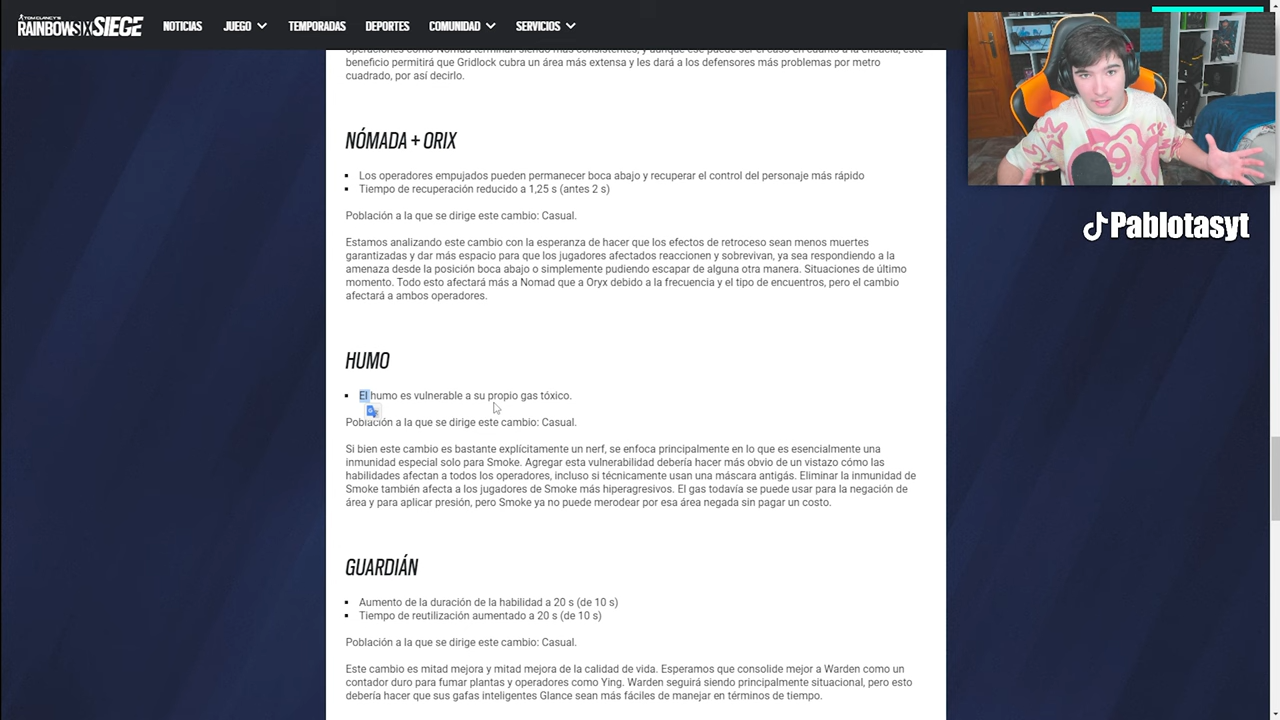 TOM CLANCY'S
RAINBOWSIX SIEGE
NOTICIAS
JUEGO
TEMPORADAS
DEPORTES
COMUNIDAD
SERVICIOS
beneficio permitirá que Gridlock cubra un área más extensa y les dará a los defensores más problemas por metro
cuadrado, por así decirlo.
NÓMADA + ORIX
Los operadores empujados pueden permanecer boca abajo y recuperar el control del personaje más rápido
Tiempo de recuperación reducido a 1,25 s (antes 2 s)
Población a la que se dirige este cambio: Casual.
Estamos analizando este cambio con la esperanza de hacer que los efectos de retroceso sean menos muertes
garantizadas y dar más espacio para que los jugadores afectados reaccionen y sobrevivan, ya sea respondiendo a la
amenaza desde la posición boca abajo o simplemente pudiendo escapar de alguna otra manera. Situaciones de último
momento. Todo esto afectará más a Nomad que a Oryx debido a la frecuencia y el tipo de encuentros, pero el cambio
afectará a ambos operadores.
HUMO
El humo es vulnerable a su propio gas tóxico.
Población a la que se dirige este cambio: Casual.
Si bien este cambio es bastante explícitamente un nerf, se enfoca principalmente en lo que es esencialmente una
inmunidad especial solo para Smoke. Agregar esta vulnerabilidad debería hacer más obvio de un vistazo cómo las
habilidades afectan a todos los operadores, incluso si técnicamente usan una máscara antigás. Eliminar la inmunidad de
Smoke también afecta a los jugadores de Smoke más hiperagresivos. El gas todavía se puede usar para la negación de
área y para aplicar presión, pero Smoke ya no puede merodear por esa área negada sin pagar un costo.
GUARDIÁN
Aumento de la duración de la habilidad a 20 s (de 10 s)
Tiempo de reutilización aumentado a 20 s (de 10 s)
Población a la que se dirige este cambio: Casual.
Este cambio es mitad mejora y mitad mejora de la calidad de vida. Esperamos que consolide mejor a Warden como un
contador duro para fumar plantas y operadores como Ying. Warden seguirá siendo principalmente situacional, pero esto
debería hacer que sus gafas inteligentes Glance sean más fáciles de manejar en términos de tiempo.
Pablotasyt